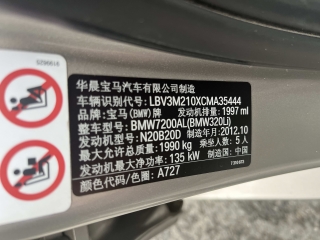 华晨宝马汽车有限公司制造
车辆识别代号: LBV3M210XCMA35444
品牌: 宝马(BMW)牌 发动机排量: 1997 ml
整车型号: BMW7200AL(BMW320Li)
发动机型号: N20B20D 制造年月: 2012.10
最大允许总质量: 1990 kg 乘坐人数: 5人
发动机最大净功率: 135 kW 制造国: 中国
颜色代码/色圈: A727